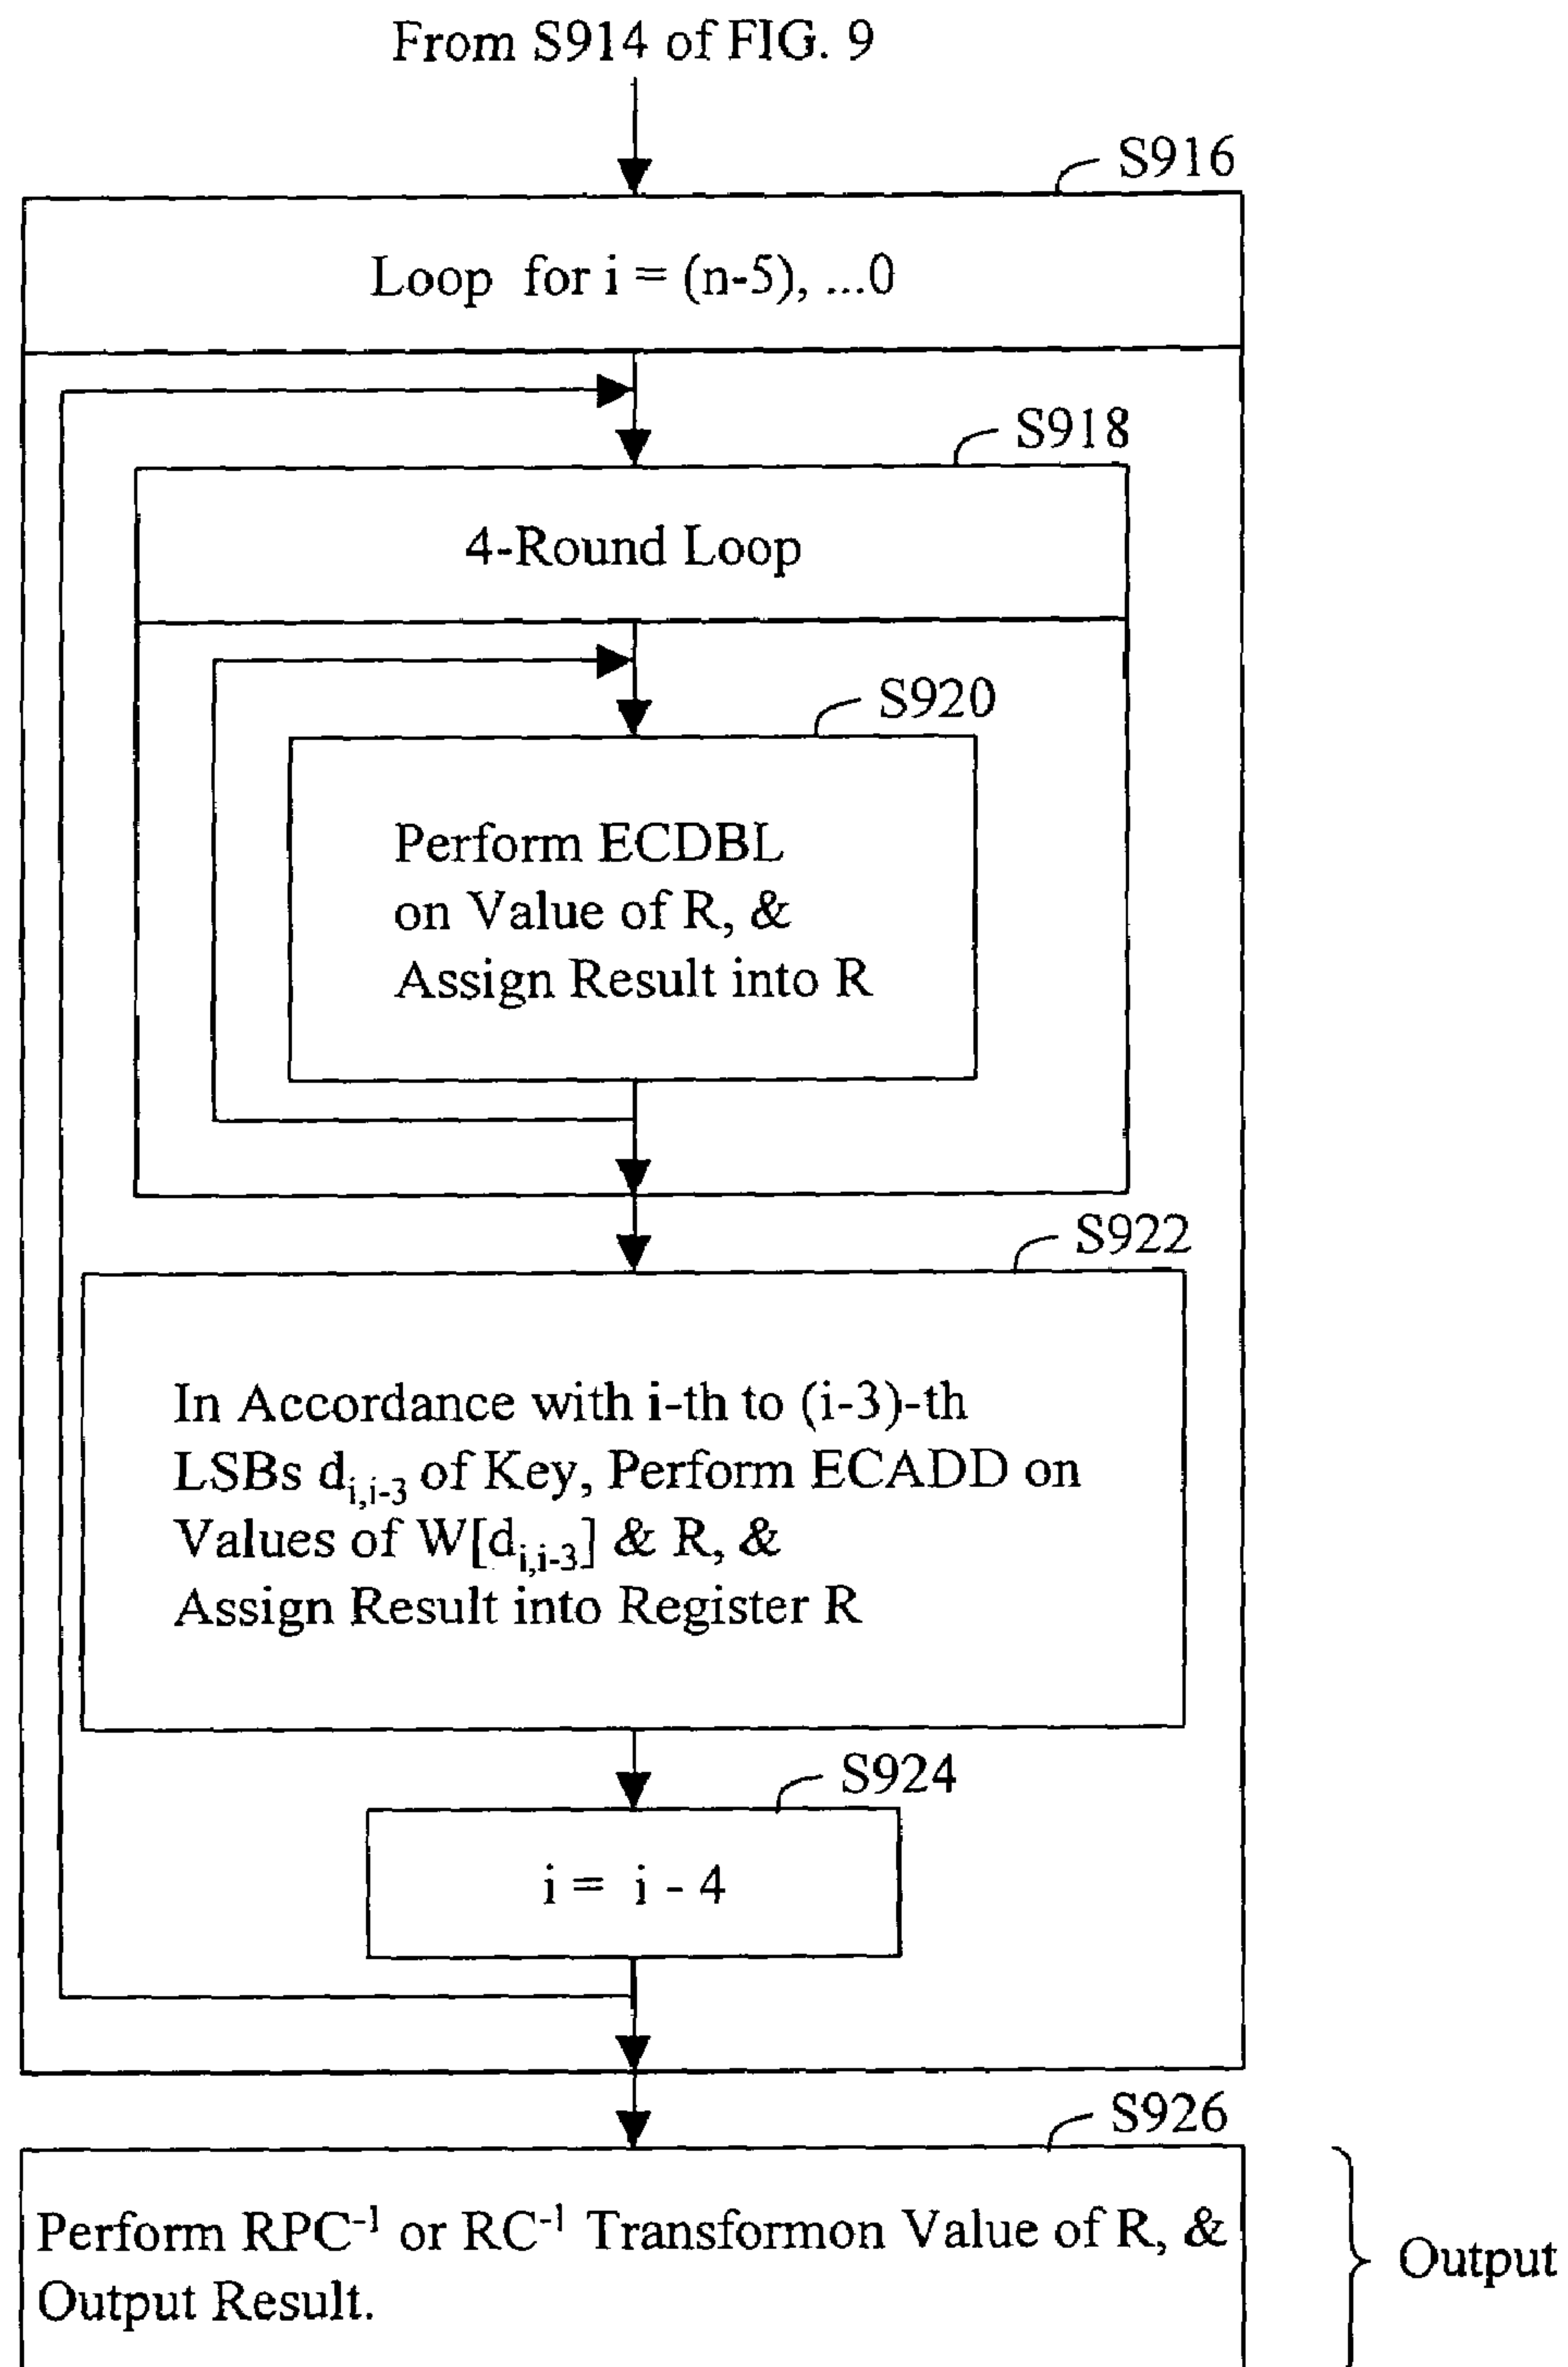 From S914 of FIG. 9
S916
Loop for i = (n-5), ...0
S918
4-Round Loop
S920
Perform ECDBL
on Value of R, &
Assign Result into R
S922
In Accordance with i-th to (i-3)-th
LSBs d_{i,i-3} of Key, Perform ECADD on
Values of W[d_{i,i-3}] & R, &
Assign Result into Register R
S924
i = i - 4
S926
Perform RPC⁻¹ or RC⁻¹ Transformon Value of R, &
Output Result.
Output